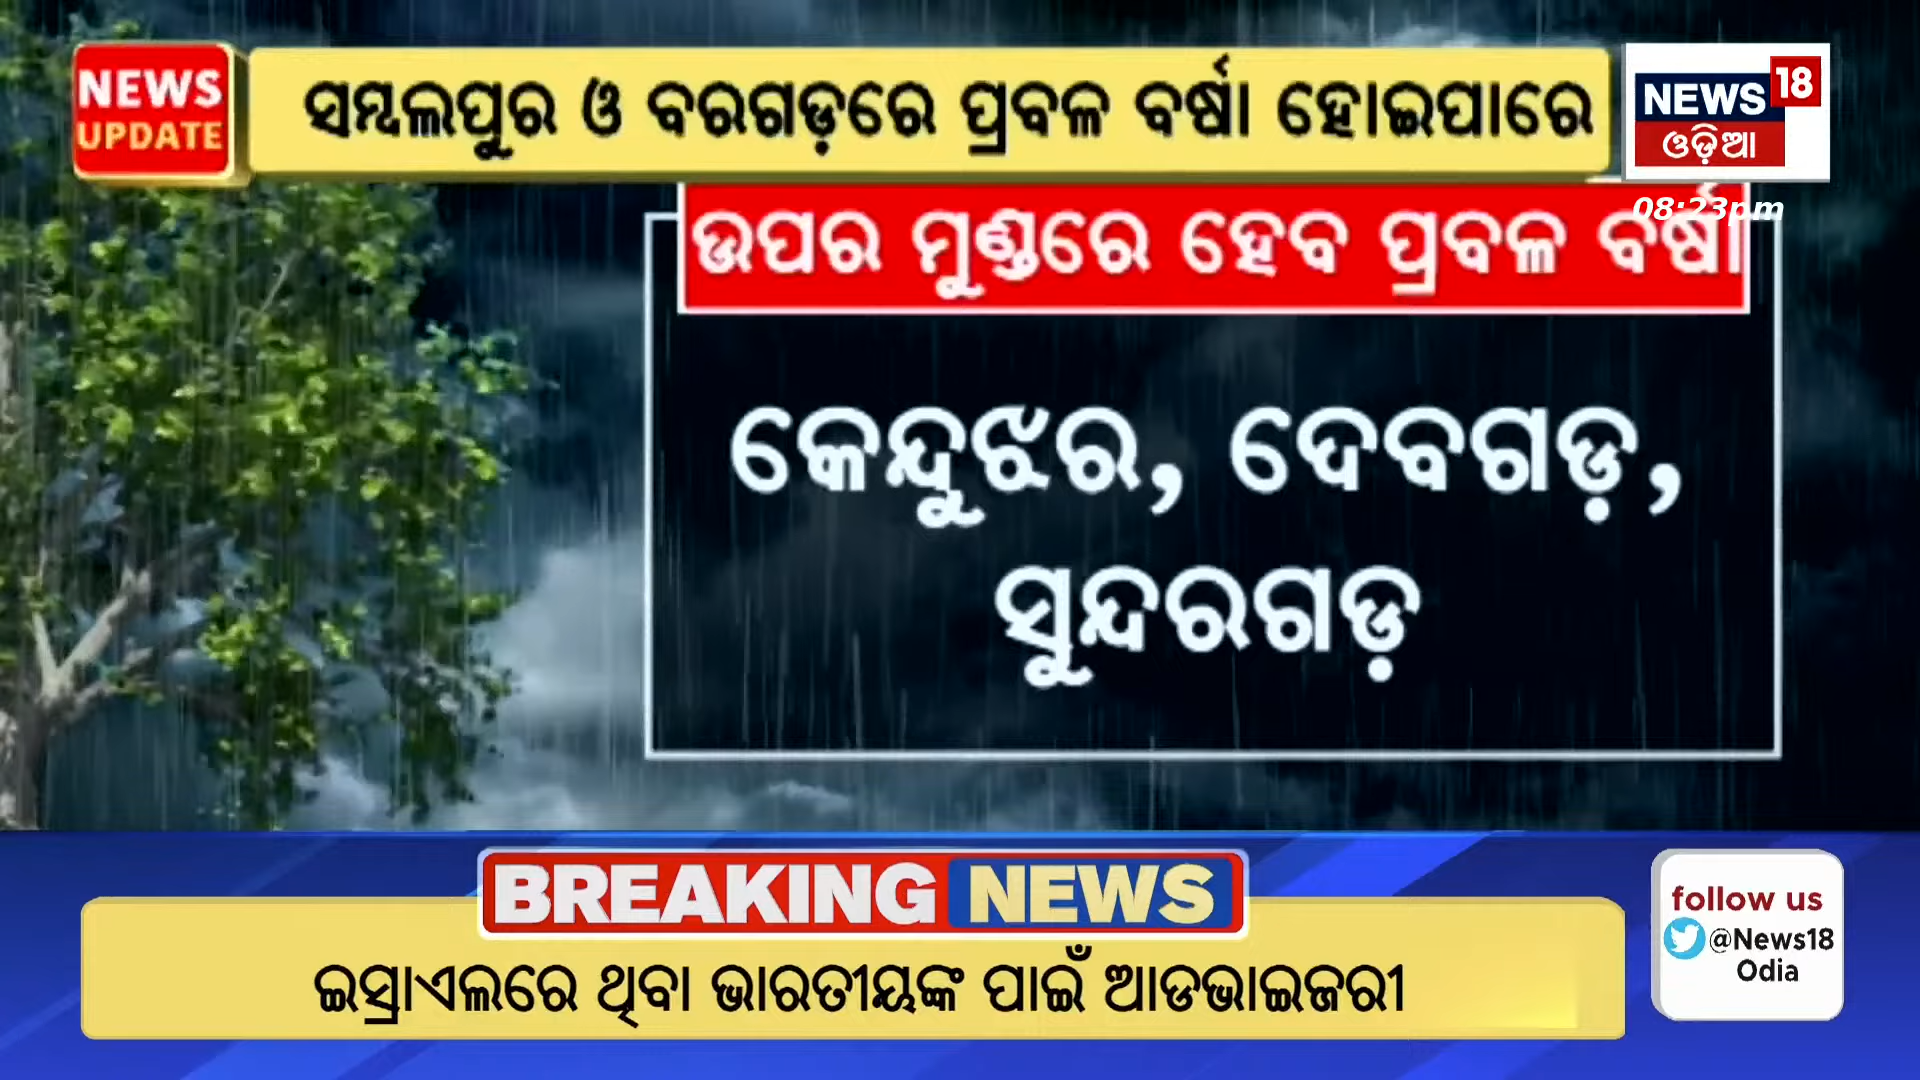 NEWS
UPDATE
ସମ୍ବଲପୁର ଓ ବରଗଡ଼ରେ ପ୍ରବଳ ବର୍ଷା ହୋଇପାରେ
NEWS 18
ଓଡ଼ିଆ
08:23pm
ଉପର ମୁଣ୍ଡରେ ହେବ ପ୍ରବଳ ବର୍ଷା
କେନ୍ଦୁଝର, ଦେବଗଡ଼,
ସୁନ୍ଦରଗଡ଼
BREAKING NEWS
ଇସ୍ରାଏଲରେ ଥିବା ଭାରତୀୟଙ୍କ ପାଇଁ ଆଡଭାଇଜରୀ
follow us
@News18
Odia